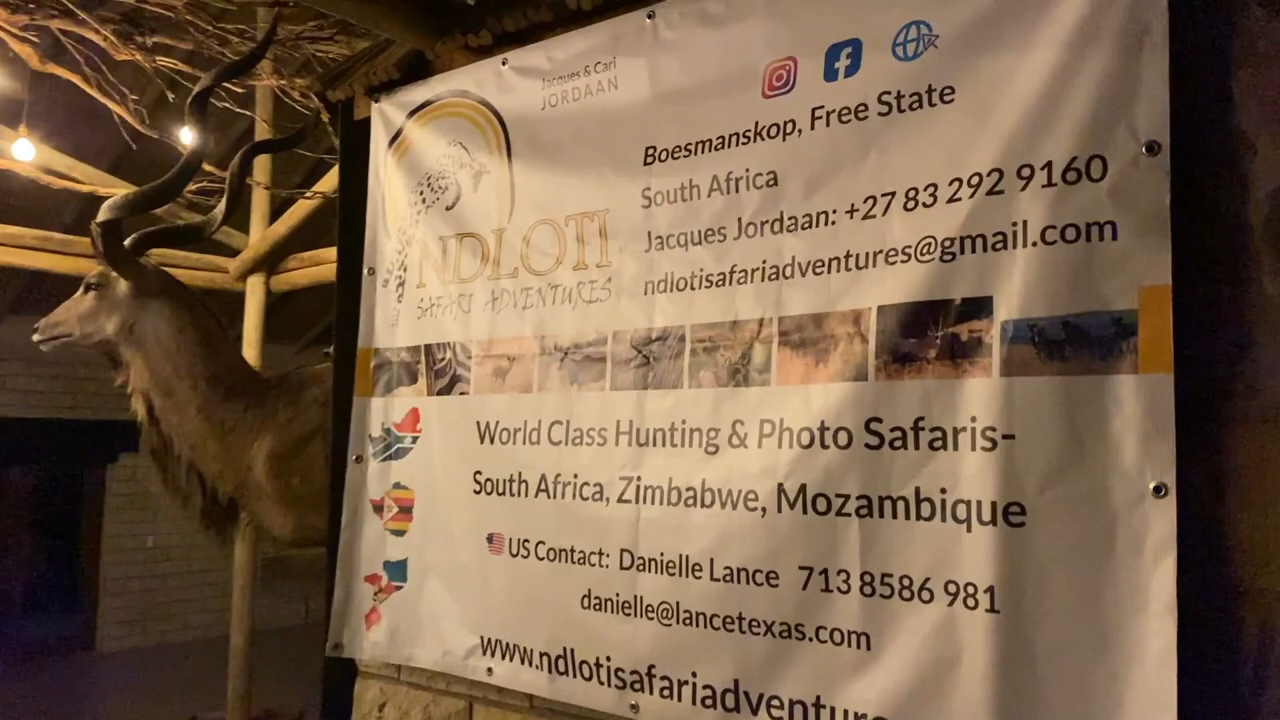 Jacques & Cari
JORDAAN
NDLOTI
SAFARI ADVENTURES
Boesmanskop, Free State
South Africa
Jacques Jordaan: +27 83 292 9160
ndlotisafariadventures@gmail.com
World Class Hunting & Photo Safaris-
South Africa, Zimbabwe, Mozambique
US Contact: Danielle Lance 713 8586 981
danielle@lancetexas.com
www.ndlotisafariadventur